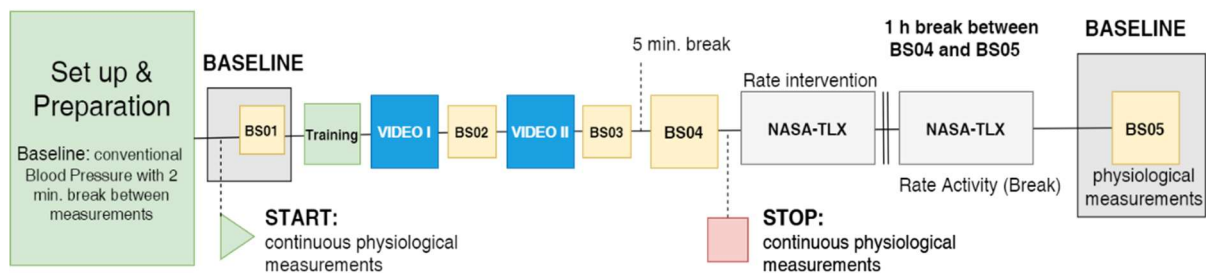 Set up &
Preparation
Baseline: conventional
Blood Pressure with 2
min. break between
measurements
BASELINE
BS01
START:
continuous physiological
measurements
Training
VIDEO I
BS02
VIDEO II
BS03
5 min. break
BS04
STOP:
continuous physiological
measurements
Rate intervention
NASA-TLX
1 h break between
BS04 and BS05
NASA-TLX
Rate Activity (Break)
BASELINE
BS05
physiological
measurements